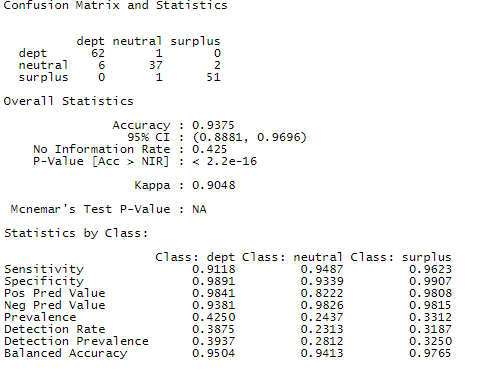 Confusion Matrix and Statistics
dept neutral surplus
dept 62 1 0
neutral 6 37 2
surplus 0 1 51
Overall Statistics
Accuracy : 0.9375
95% CI : (0.8881, 0.9696)
No Information Rate : 0.425
P-Value [Acc > NIR] : < 2.2e-16
Kappa : 0.9048
Mcnemar's Test P-Value : NA
Statistics by Class:
Class: dept Class: neutral Class: surplus
Sensitivity 0.9118 0.9487 0.9623
Specificity 0.9891 0.9339 0.9907
Pos Pred Value 0.9841 0.8222 0.9808
Neg Pred Value 0.9381 0.9826 0.9815
Prevalence 0.4250 0.2437 0.3312
Detection Rate 0.3875 0.2313 0.3187
Detection Prevalence 0.3937 0.2812 0.3250
Balanced Accuracy 0.9504 0.9413 0.9765